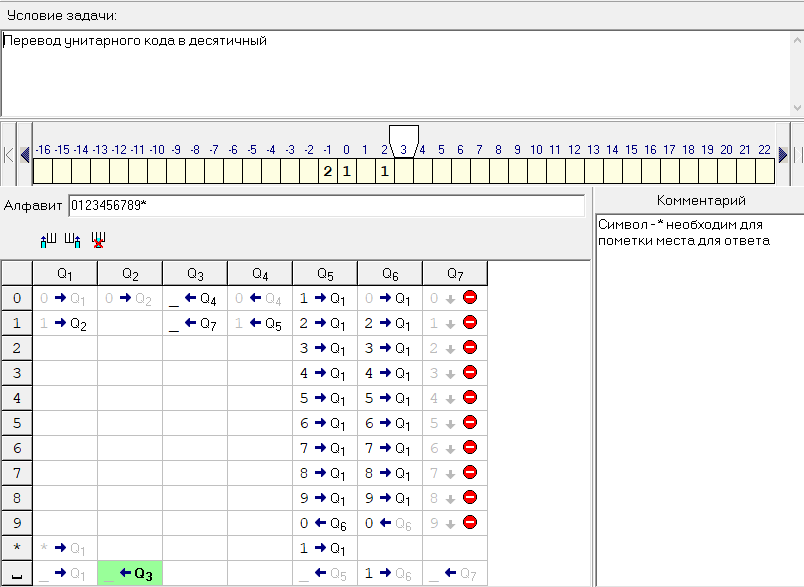 Условие задачи:
Перевод унитарного кода в десятичный
-16 -15 -14 -13 -12 -11 -10 -9 -8 -7 -6 -5 -4 -3 -2 -1 0 1 2 3 4 5 6 7 8 9 10 11 12 13 14 15 16 17 18 19 20 21 22
2 1 1
Алфавит 0123456789*
Комментарий
Символ -* необходим для
пометки места для ответа
Q1 Q2 Q3 Q4 Q5 Q6 Q7
0 0 → Q1 0 → Q2 _ ← Q4 0 ← Q4 1 → Q1 0 → Q1 0 ↓
1 1 → Q2 _ ← Q7 1 ← Q5 2 → Q1 2 → Q1 1 ↓
2 3 → Q1 3 → Q1 2 ↓
3 4 → Q1 4 → Q1 3 ↓
4 5 → Q1 5 → Q1 4 ↓
5 6 → Q1 6 → Q1 5 ↓
6 7 → Q1 7 → Q1 6 ↓
7 8 → Q1 8 → Q1 7 ↓
8 9 → Q1 9 → Q1 8 ↓
9 0 ← Q6 0 ← Q6 9 ↓
* * → Q1 1 → Q1
_ → Q1 _ ← Q3 _ ← Q5 1 → Q6 _ ← Q7